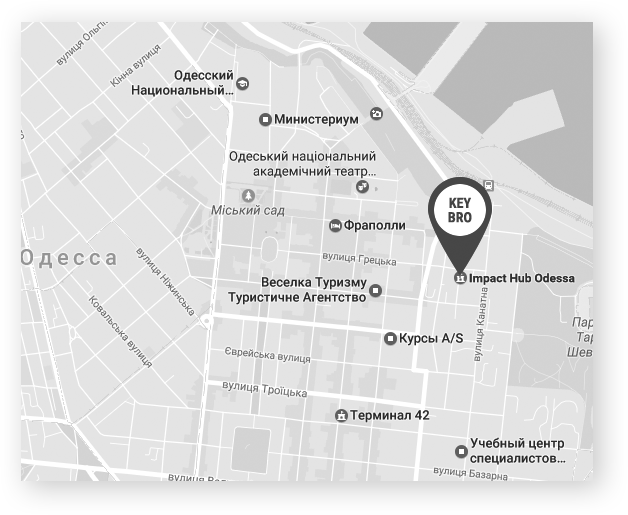 вулиця Ольгі
Кінна вулиця
Одесский
Национальный...
Министериум
Одеський національний
академічний театр...
Міський сад
KEY
BRO
Фраполли
вулиця Грецька
Одесса
вулиця Ніжинська
Веселка Туризму
Туристичне Агентство
Impact Hub Odessa
вулиця Канатна
Ковальська вулиця
Курсы A/S
Пар
Тар
Шев
Єврейська вулиця
вулиця Троїцька
Терминал 42
Учебный центр
специалистов...
вулиця Базарна
вулиця